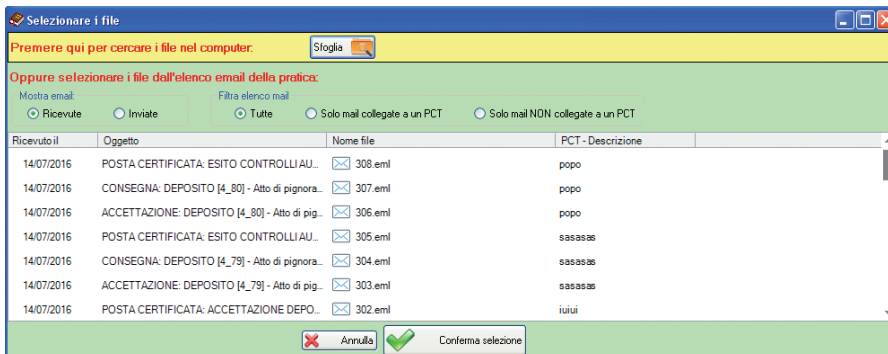 Selezionare i file
Premere qui per cercare i file nel computer: Sfoglia
Oppure selezionare i file dall'elenco email della pratica:
Mostra email: Filtra elenco mail
Ricevute Inviate Tutte Solo mail collegate a un PCT Solo mail NON collegate a un PCT
Ricevuto il Oggetto Nome file PCT - Descrizione
14/07/2016 POSTA CERTIFICATA: ESITO CONTROLLI AU... 308.eml popo
14/07/2016 CONSEGNA: DEPOSITO [4_80] - Atto di pignora... 307.eml popo
14/07/2016 ACCETTAZIONE: DEPOSITO [4_80] - Atto di pig... 306.eml popo
14/07/2016 POSTA CERTIFICATA: ESITO CONTROLLI AU... 305.eml sasasas
14/07/2016 CONSEGNA: DEPOSITO [4_79] - Atto di pignora... 304.eml sasasas
14/07/2016 ACCETTAZIONE: DEPOSITO [4_79] - Atto di pig... 303.eml sasasas
14/07/2016 POSTA CERTIFICATA: ACCETTAZIONE DEPO... 302.eml iuiui
Annulla Conferma selezione